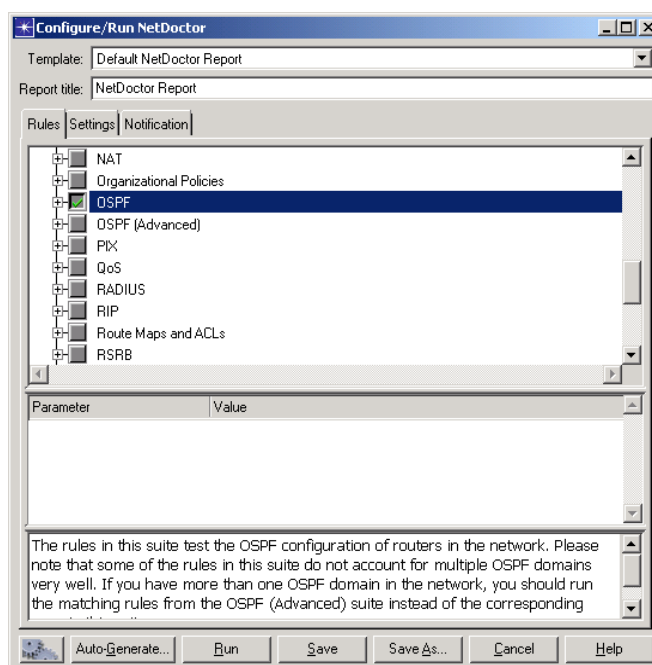 Configure/Run NetDoctor
Template: Default NetDoctor Report
Report title: NetDoctor Report
Rules Settings Notification
NAT
Organizational Policies
OSPF
OSPF (Advanced)
PIX
QoS
RADIUS
RIP
Route Maps and ACLs
RSRB
Parameter Value
The rules in this suite test the OSPF configuration of routers in the network. Please
note that some of the rules in this suite do not account for multiple OSPF domains
very well. If you have more than one OSPF domain in the network, you should run
the matching rules from the OSPF (Advanced) suite instead of the corresponding
Auto-Generate... Run Save Save As... Cancel Help